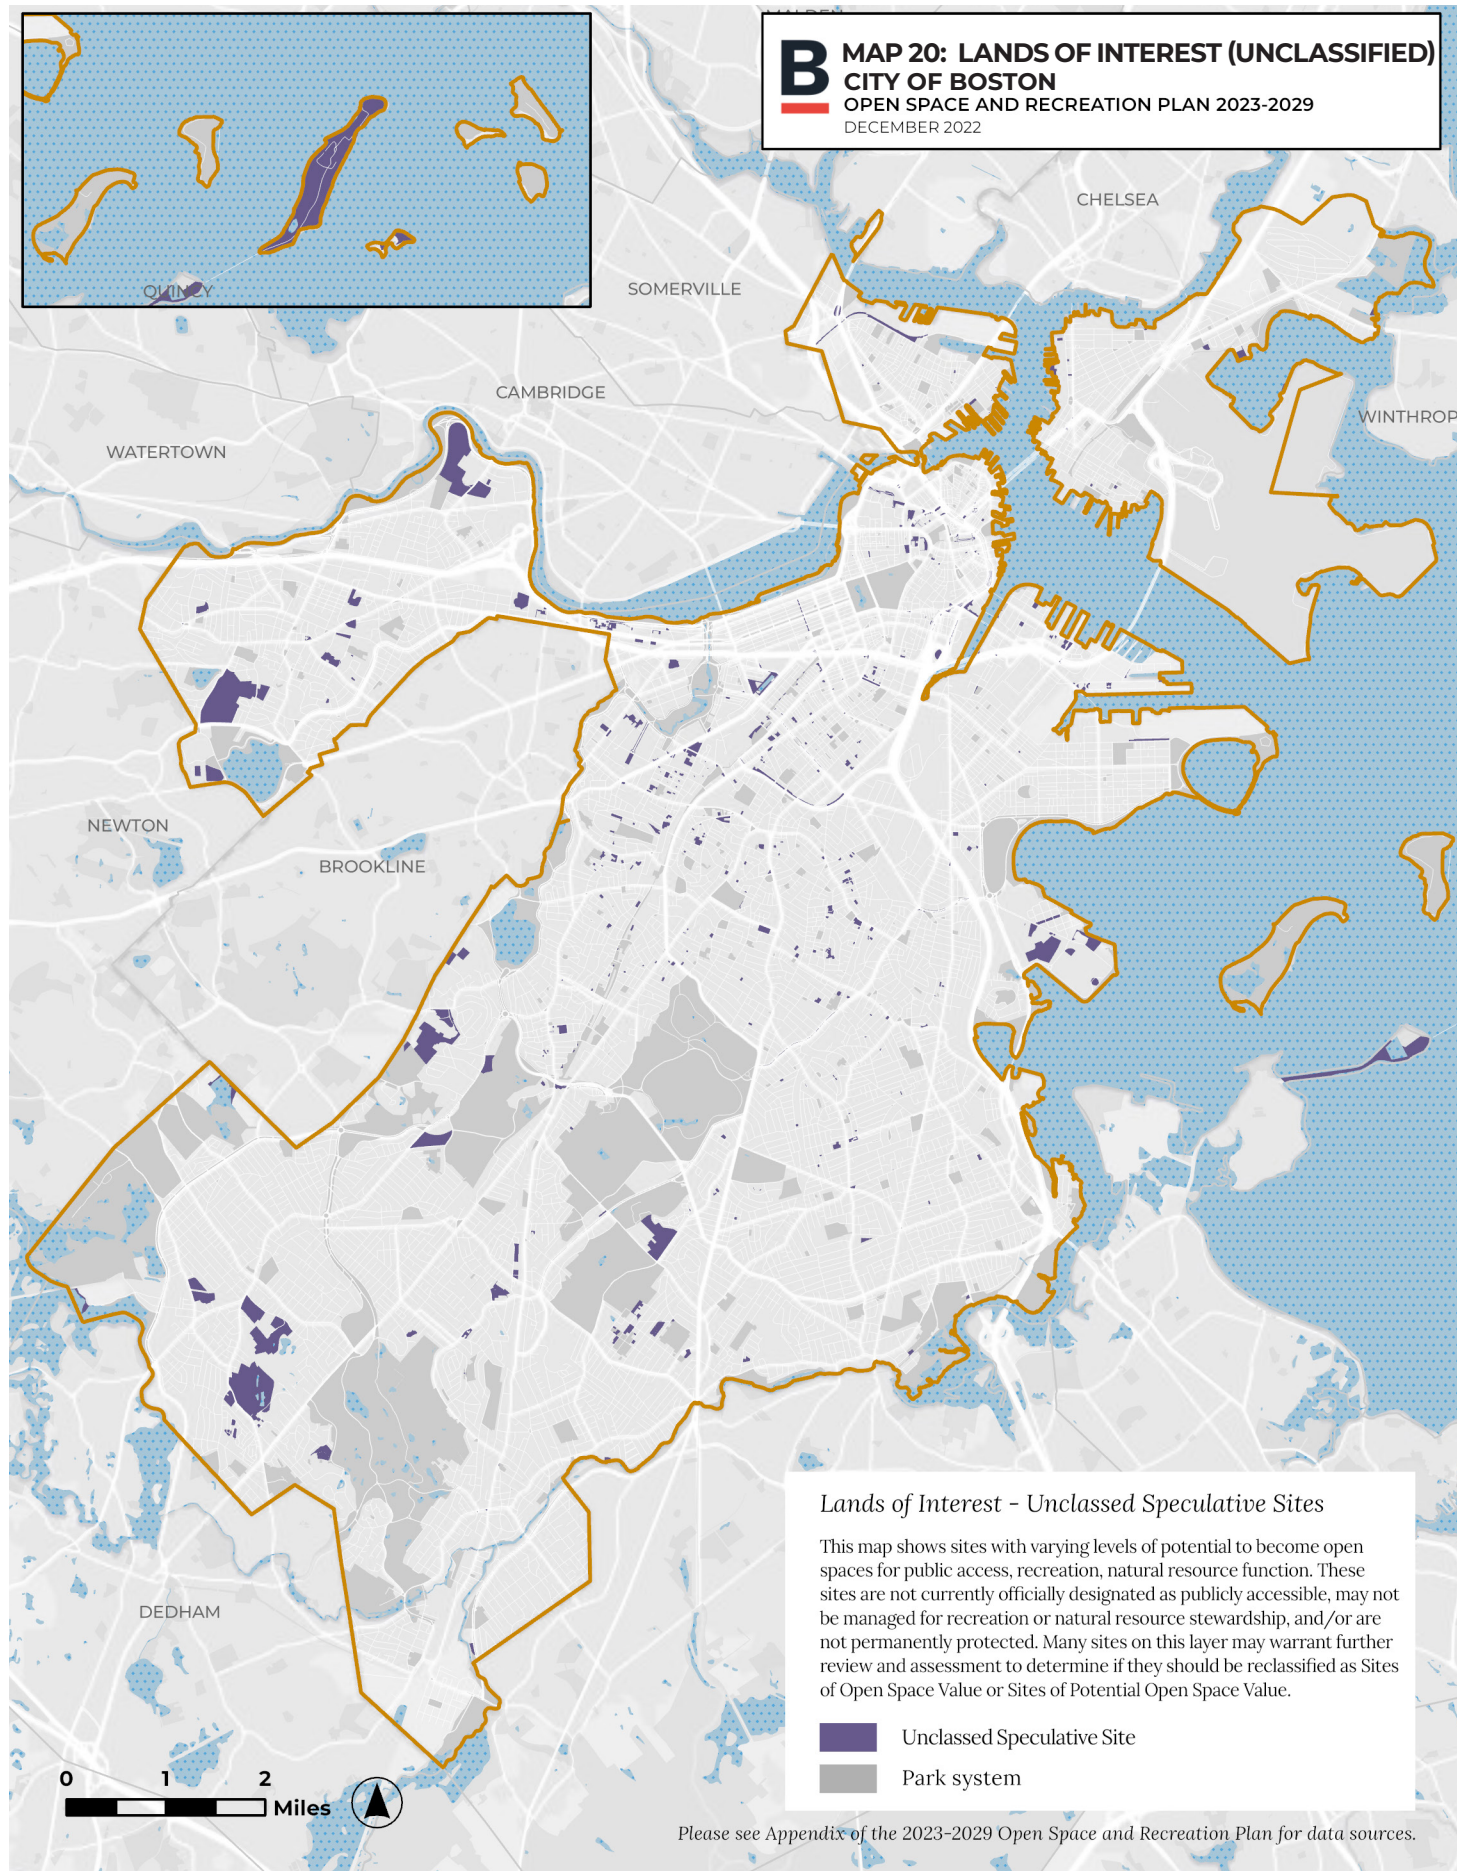 MALDEN
B
MAP 20: LANDS OF INTEREST (UNCLASSIFIED)
CITY OF BOSTON
OPEN SPACE AND RECREATION PLAN 2023-2029
DECEMBER 2022
CHELSEA
QUINCY
SOMERVILLE
CAMBRIDGE
WINTHROP
WATERTOWN
NEWTON
BROOKLINE
DEDHAM
Lands of Interest - Unclassed Speculative Sites
This map shows sites with varying levels of potential to become open
spaces for public access, recreation, natural resource function. These
sites are not currently officially designated as publicly accessible, may not
be managed for recreation or natural resource stewardship, and/or are
not permanently protected. Many sites on this layer may warrant further
review and assessment to determine if they should be reclassified as Sites
of Open Space Value or Sites of Potential Open Space Value.
Unclassed Speculative Site
Park system
0 1 2
Miles
Please see Appendix of the 2023-2029 Open Space and Recreation Plan for data sources.